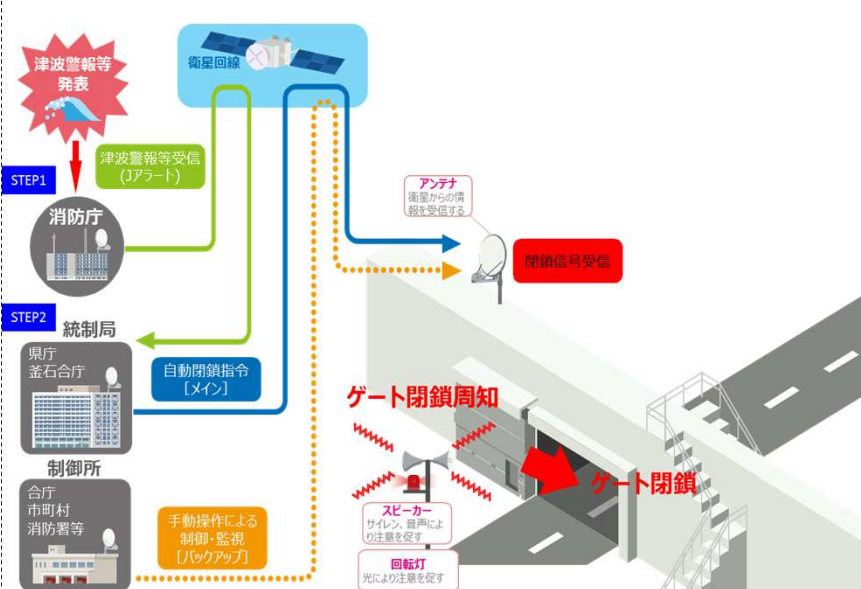 津波警報等
発表
衛星回線
津波警報等受信
(Jアラート)
STEP1
消防庁
アンテナ
衛星からの情
報を受信する
閉鎖信号受信
STEP2
統制局
県庁
釜石合庁
自動閉鎖指令
[メイン]
ゲート閉鎖周知
制御所
合庁
市町村
消防署等
手動操作による
制御・監視
[バックアップ]
ゲート閉鎖
スピーカー
サイレン、音声によ
り注意を促す
回転灯
光により注意を促す